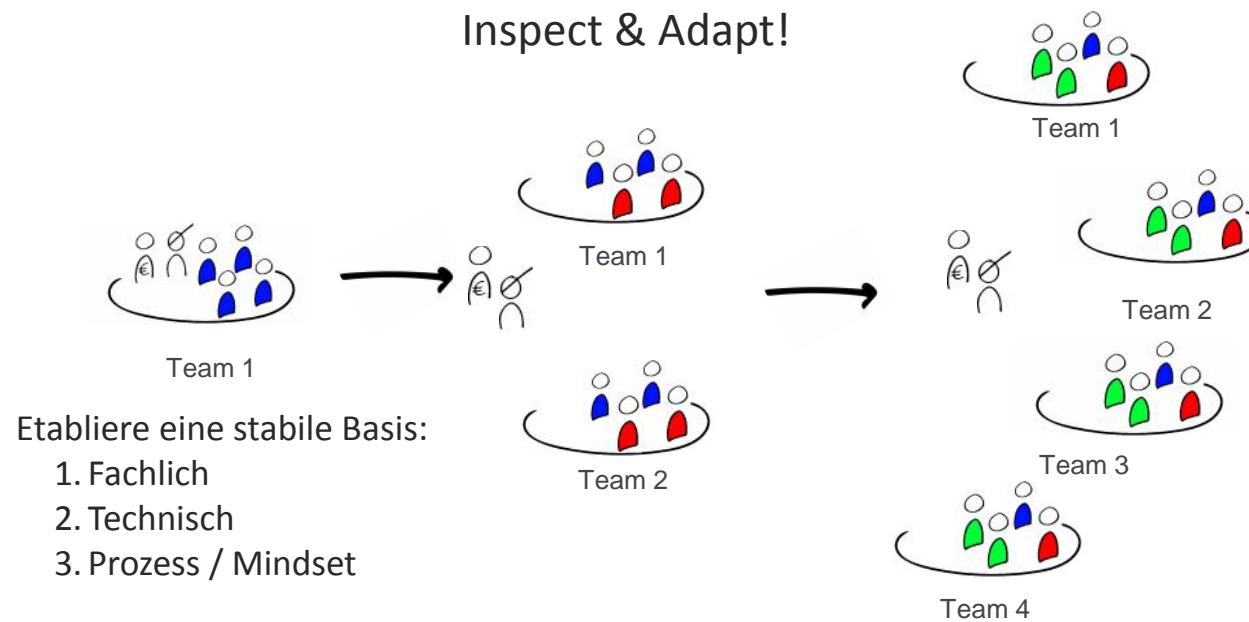 Inspect & Adapt!
€
Team 1
Etabliere eine stabile Basis:
1. Fachlich
2. Technisch
3. Prozess / Mindset
€
Team 1
Team 2
€
Team 1
Team 2
Team 3
Team 4